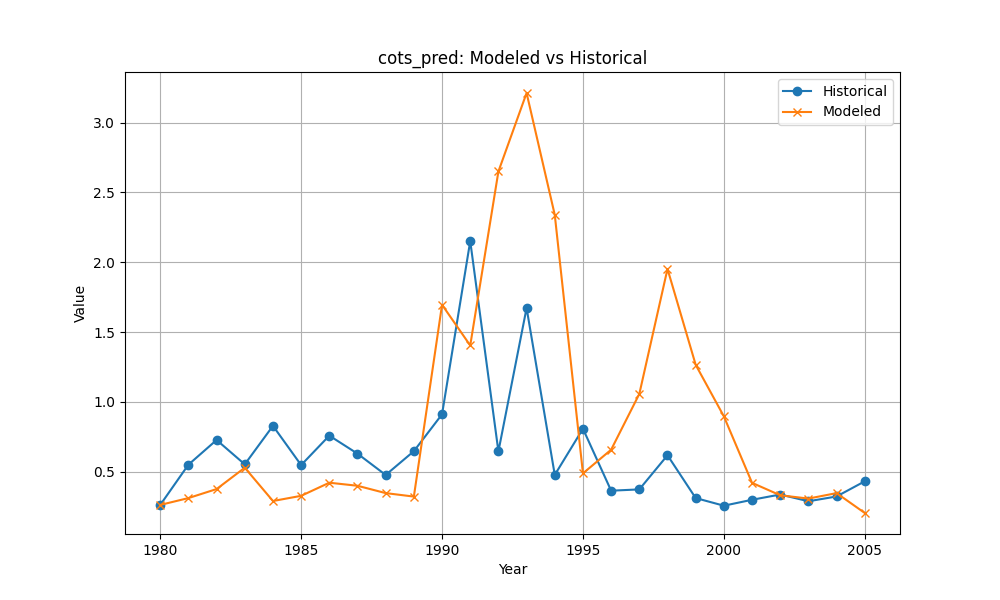 cots_pred: Modeled vs Historical
Historical
Modeled
Value
3.0
2.5
2.0
1.5
1.0
0.5
1980 1985 1990 1995 2000 2005
Year